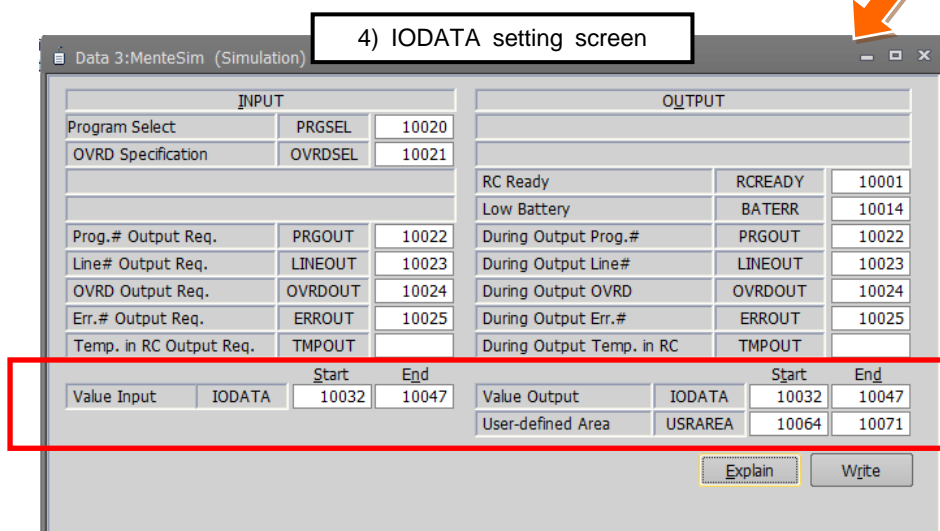 4) IODATA setting screen
Data 3:MenteSim (Simulation)
INPUT OUTPUT
Program Select PRGSEL 10020
OVRD Specification OVRDSEL 10021
RC Ready RCREADY 10001
Low Battery BATERR 10014
Prog.# Output Req. PRGOUT 10022 During Output Prog.# PRGOUT 10022
Line# Output Req. LINEOUT 10023 During Output Line# LINEOUT 10023
OVRD Output Req. OVRDOUT 10024 During Output OVRD OVRDOUT 10024
Err.# Output Req. ERROUT 10025 During Output Err.# ERROUT 10025
Temp. in RC Output Req. TMPOUT During Output Temp. in RC TMPOUT
Start End Start End
Value Input IODATA 10032 10047 Value Output IODATA 10032 10047
User-defined Area USRAREA 10064 10071
Explain Write